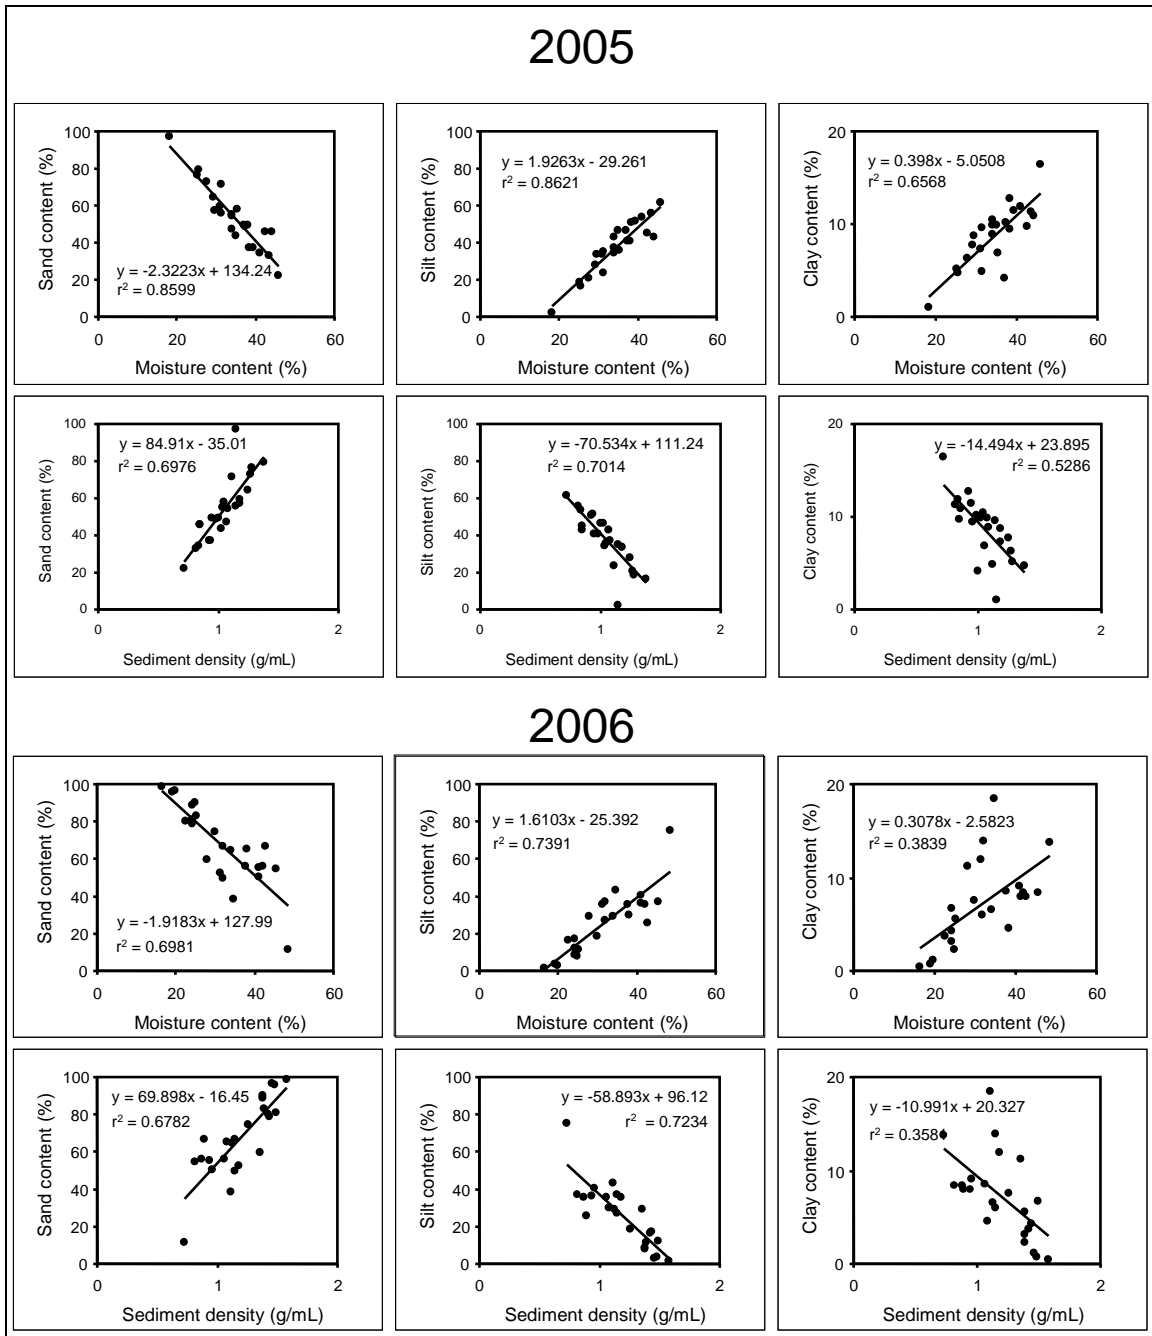 2005
100
80
60
40
20
0
Sand content (%)
y = -2.3223x + 134.24
r² = 0.8599
0 20 40 60
Moisture content (%)
100
80
60
40
20
0
Silt content (%)
y = 1.9263x - 29.261
r² = 0.8621
0 20 40 60
Moisture content (%)
20
10
0
Clay content (%)
y = 0.398x - 5.0508
r² = 0.6568
0 20 40 60
Moisture content (%)
100
80
60
40
20
0
Sand content (%)
y = 84.91x - 35.01
r² = 0.6976
0 1 2
Sediment density (g/mL)
100
80
60
40
20
0
Silt content (%)
y = -70.534x + 111.24
r² = 0.7014
0 1 2
Sediment density (g/mL)
20
10
0
Clay content (%)
y = -14.494x + 23.895
r² = 0.5286
0 1 2
Sediment density (g/mL)
2006
100
80
60
40
20
0
Sand content (%)
y = -1.9183x + 127.99
r² = 0.6981
0 20 40 60
Moisture content (%)
100
80
60
40
20
0
Silt content (%)
y = 1.6103x - 25.392
r² = 0.7391
0 20 40 60
Moisture content (%)
20
10
0
Clay content (%)
y = 0.3078x - 2.5823
r² = 0.3839
0 20 40 60
Moisture content (%)
100
80
60
40
20
0
Sand content (%)
y = 69.898x - 16.45
r² = 0.6782
0 1 2
Sediment density (g/mL)
100
80
60
40
20
0
Silt content (%)
y = -58.893x + 96.12
r² = 0.7234
0 1 2
Sediment density (g/mL)
20
10
0
Clay content (%)
y = -10.991x + 20.327
r² = 0.3581
0 1 2
Sediment density (g/mL)